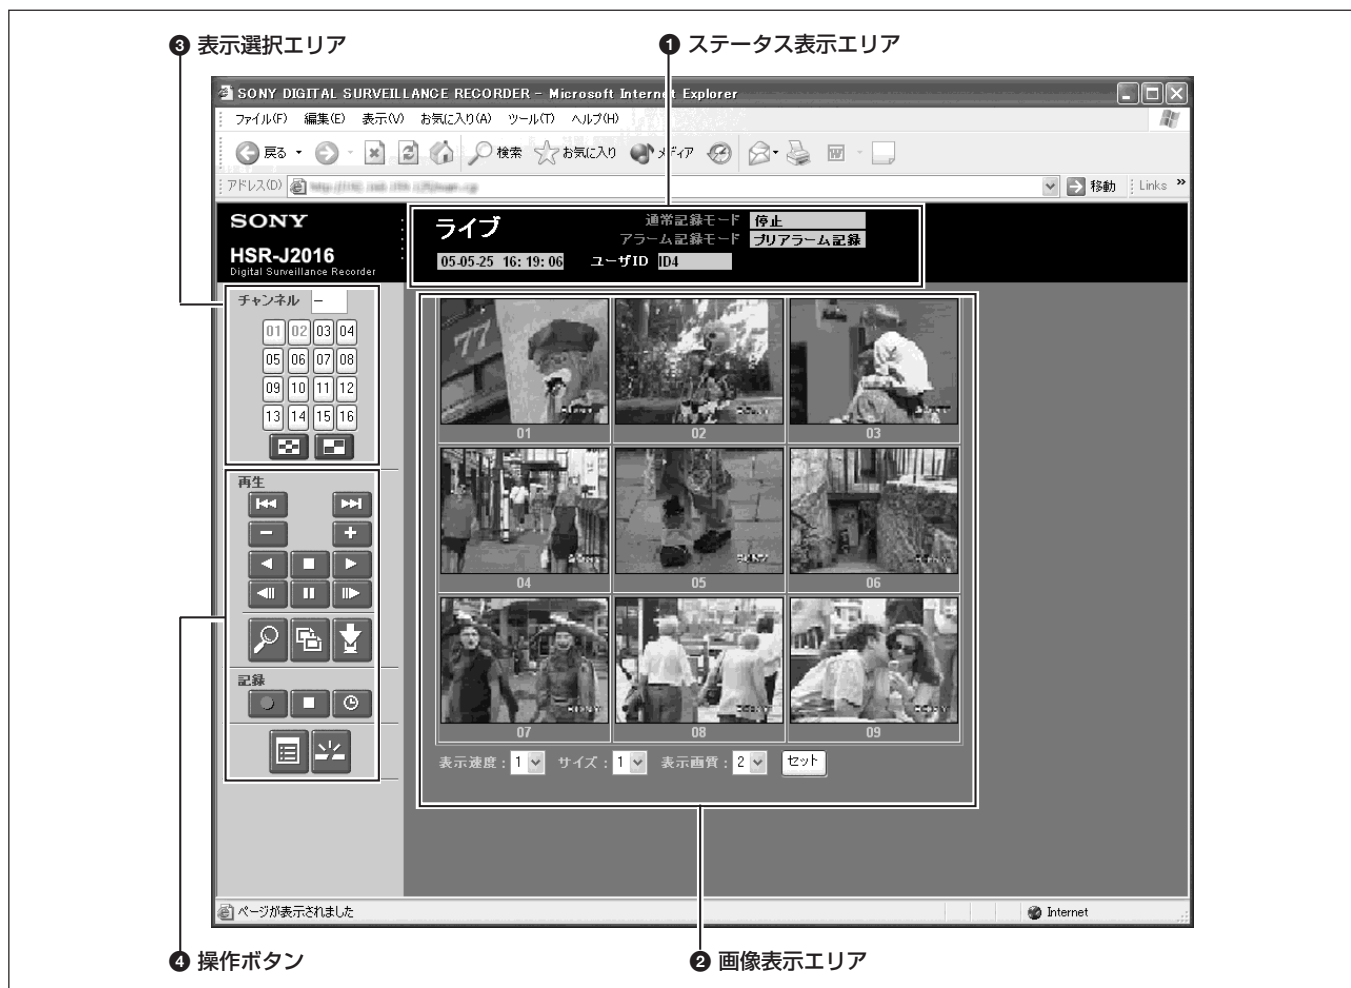 ❸ 表示選択エリア
❶ ステータス表示エリア
SONY DIGITAL SURVEILLANCE RECORDER - Microsoft Internet Explorer
ファイル(F) 編集(E) 表示(V) お気に入り(A) ツール(T) ヘルプ(H)
戻る 検索 お気に入り メディア
アドレス(D)
移動 Links »
SONY
HSR-J2016
Digital Surveillance Recorder
ライブ
通常記録モード 停止
アラーム記録モード プリアラーム記録
05-05-25 16:19:06 ユーザID ID4
チャンネル –
01 02 03 04
05 06 07 08
09 10 11 12
13 14 15 16
再生
記録
77
SONY
01 02 03
04 05 06
07 08 09
表示速度: 1 サイズ: 1 表示画質: 2 セット
ページが表示されました
Internet
❹ 操作ボタン
❷ 画像表示エリア